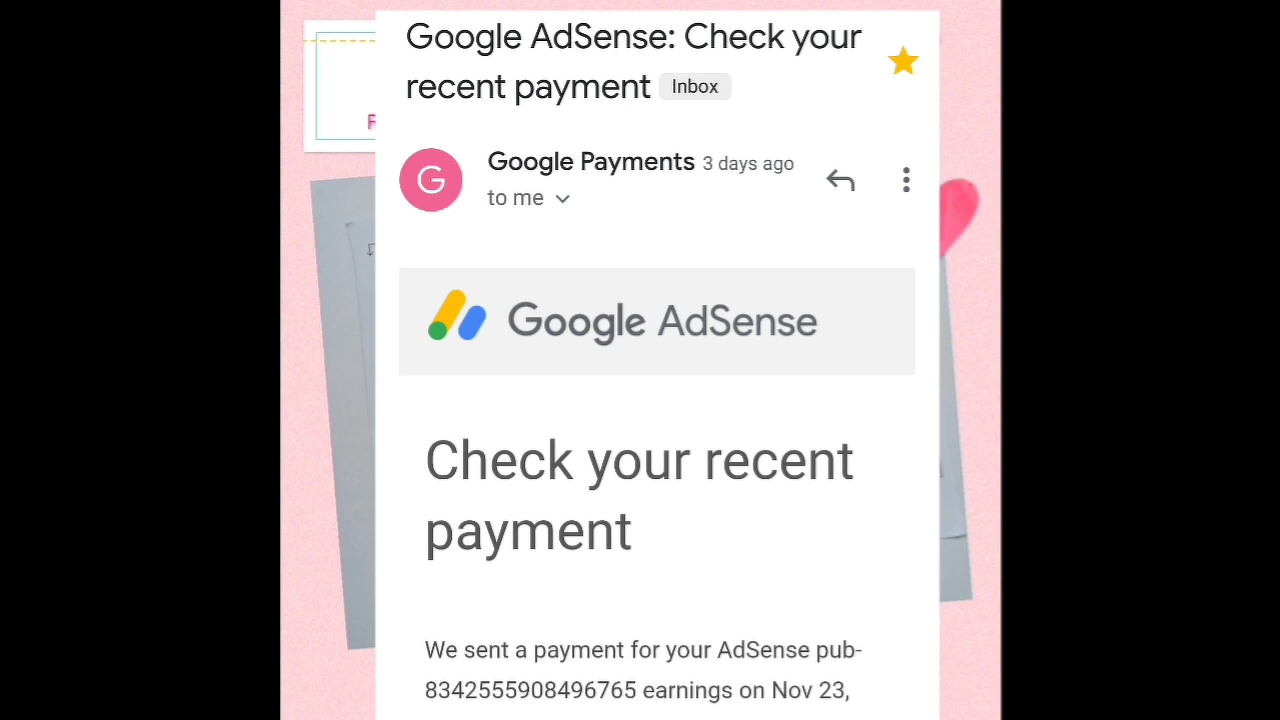 Google AdSense: Check your
recent payment Inbox
Google Payments 3 days ago
to me
G
Google AdSense
Check your recent
payment
We sent a payment for your AdSense pub-
8342555908496765 earnings on Nov 23,